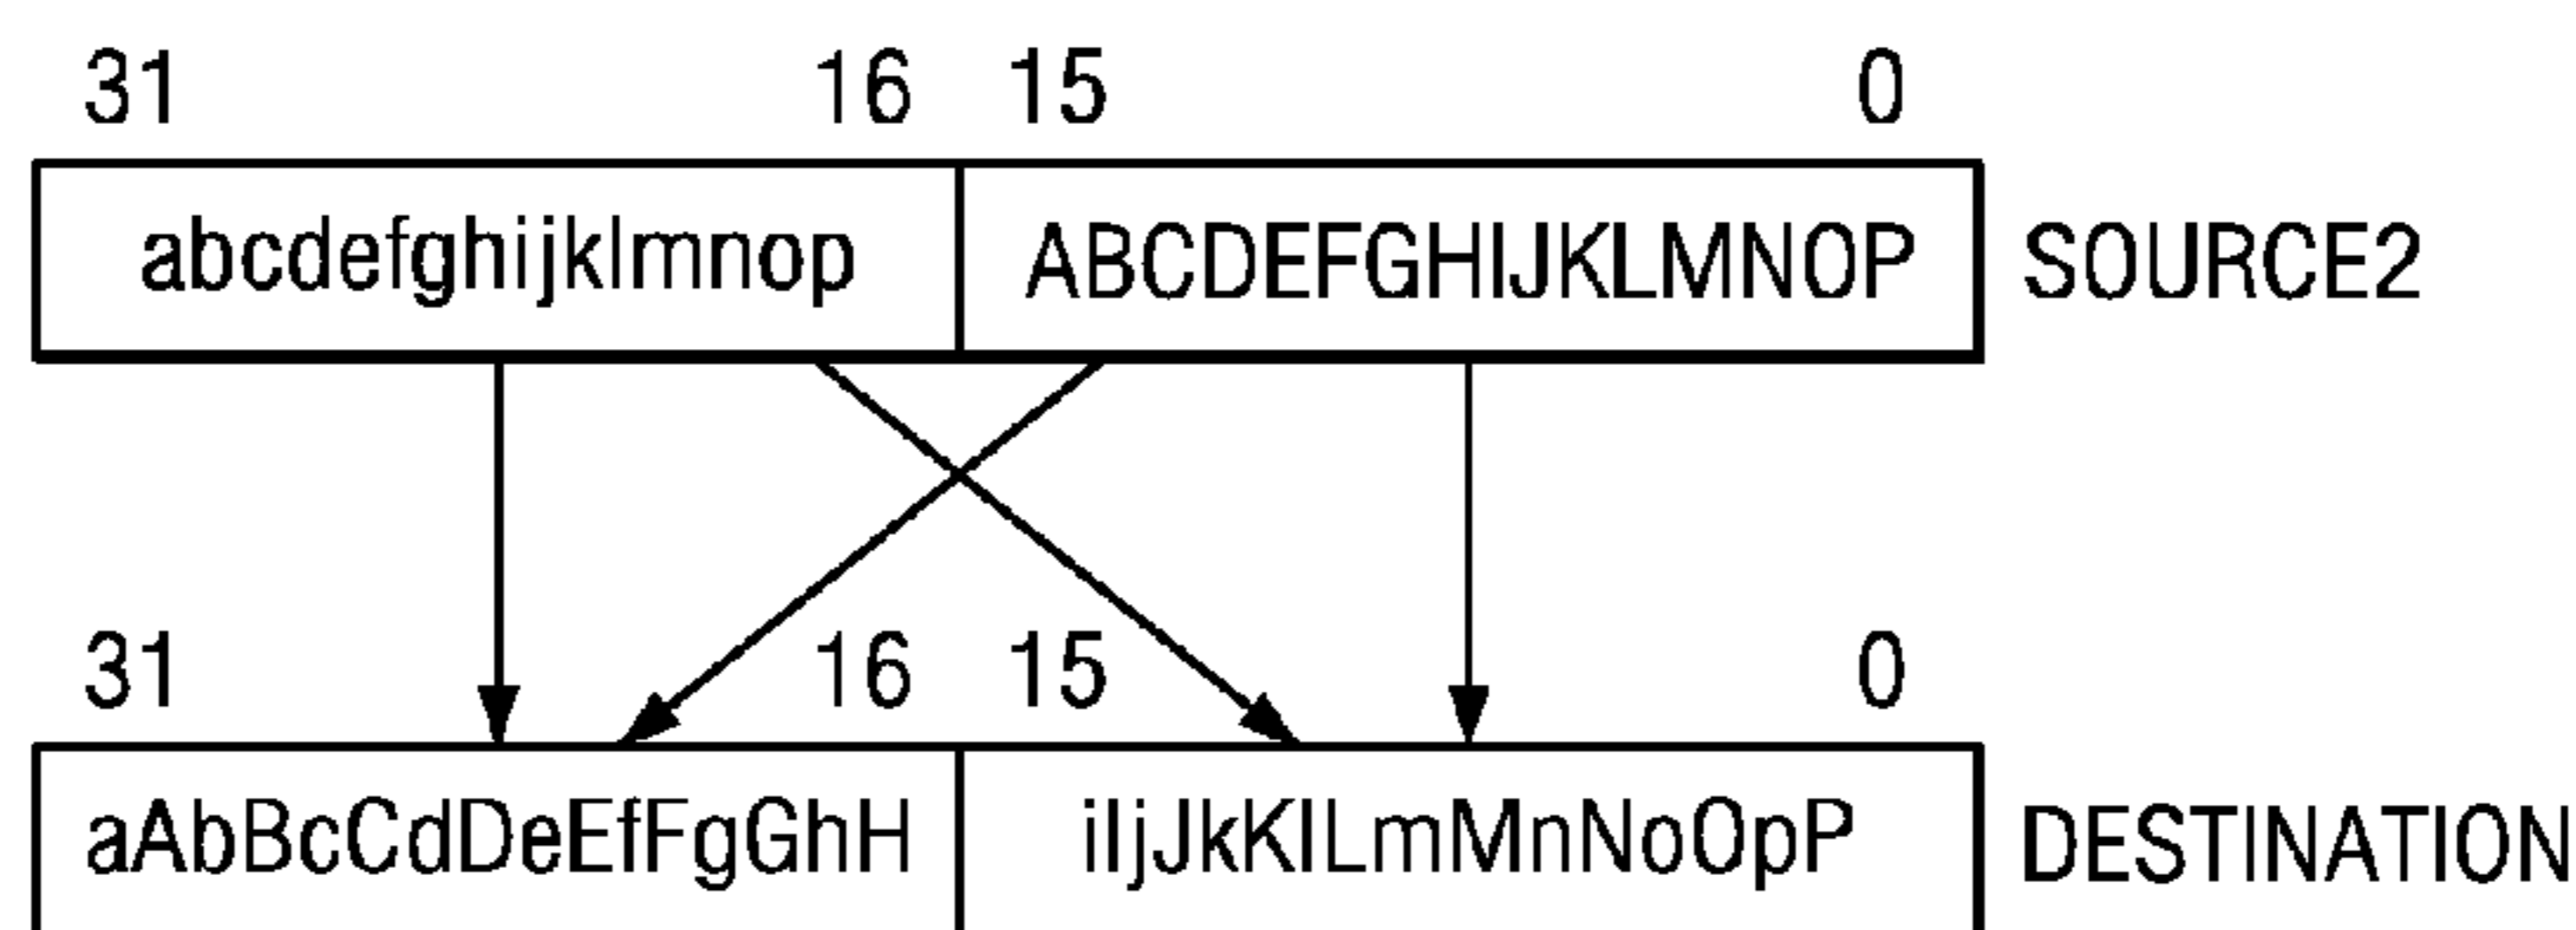 31 16 15 0
abcdefghijklmnop ABCDEFGHIJKLMNOP SOURCE2
31 16 15 0
aAbBcCdDeEfFgGhH iIjJkKlLmMnNoOpP DESTINATION